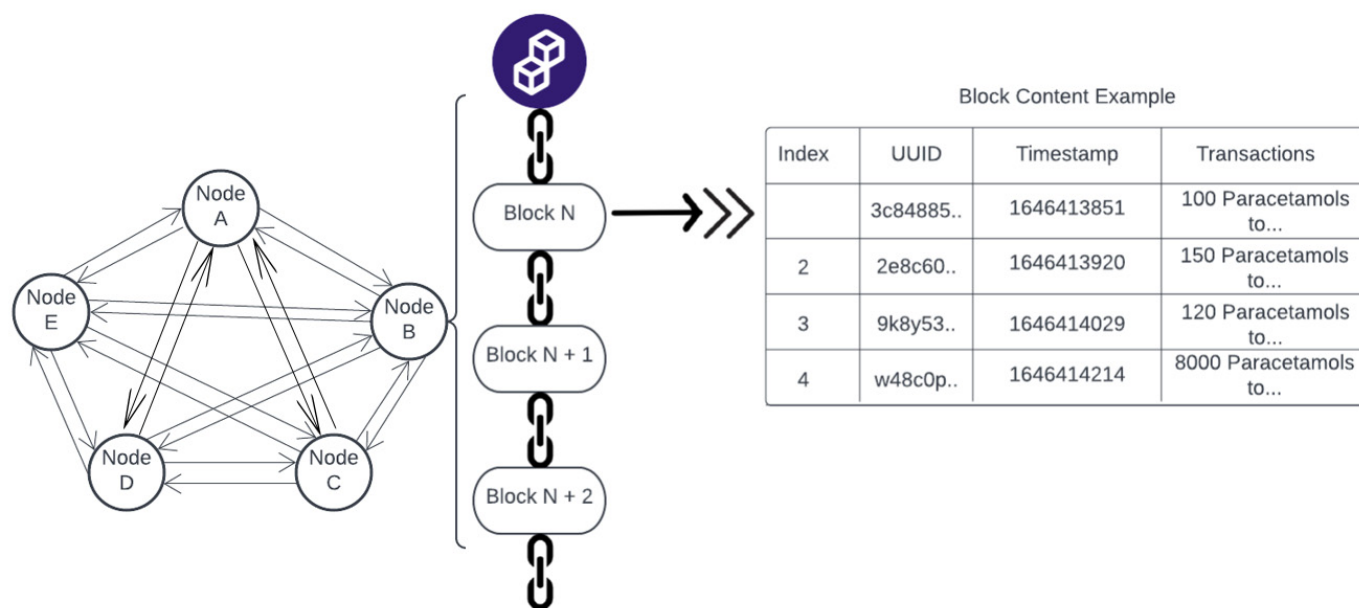 Node
A
Node
E
Node
B
Node
D
Node
C
Block N
Block N + 1
Block N + 2
Block Content Example
Index UUID Timestamp Transactions
3c84885.. 1646413851 100 Paracetamols
to...
2 2e8c60.. 1646413920 150 Paracetamols
to...
3 9k8y53.. 1646414029 120 Paracetamols
to...
4 w48c0p.. 1646414214 8000 Paracetamols
to...